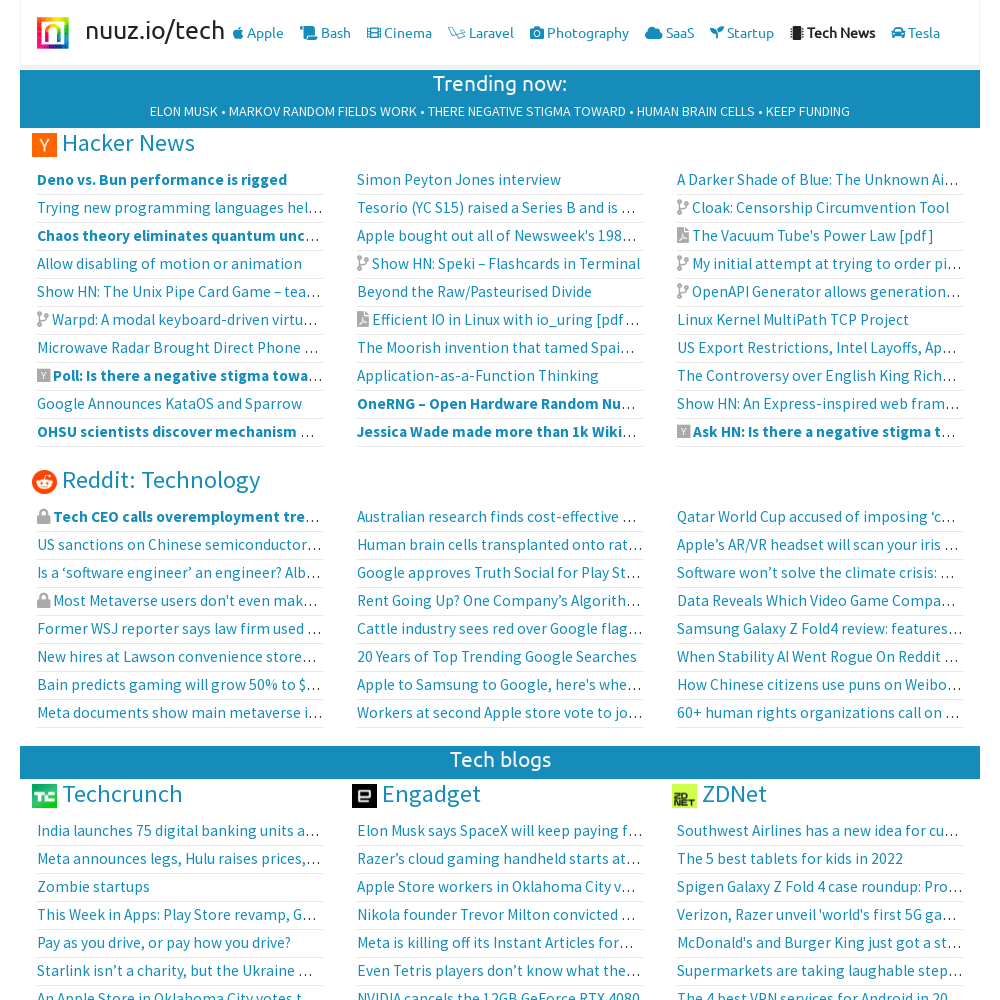 nuuz.io/tech Apple Bash Cinema Laravel Photography SaaS Startup Tech News Tesla
Trending now:
ELON MUSK • MARKOV RANDOM FIELDS WORK • THERE NEGATIVE STIGMA TOWARD • HUMAN BRAIN CELLS • KEEP FUNDING
Y Hacker News
Deno vs. Bun performance is rigged
Trying new programming languages hel…
Chaos theory eliminates quantum unc…
Allow disabling of motion or animation
Show HN: The Unix Pipe Card Game – tea…
Warpd: A modal keyboard-driven virtu…
Microwave Radar Brought Direct Phone …
Y Poll: Is there a negative stigma towa…
Google Announces KataOS and Sparrow
OHSU scientists discover mechanism …
Simon Peyton Jones interview
Tesorio (YC S15) raised a Series B and is …
Apple bought out all of Newsweek's 198…
Show HN: Speki – Flashcards in Terminal
Beyond the Raw/Pasteurised Divide
Efficient IO in Linux with io_uring [pdf…
The Moorish invention that tamed Spai…
Application-as-a-Function Thinking
OneRNG – Open Hardware Random Nu…
Jessica Wade made more than 1k Wiki…
A Darker Shade of Blue: The Unknown Ai…
Cloak: Censorship Circumvention Tool
The Vacuum Tube's Power Law [pdf]
My initial attempt at trying to order pi…
OpenAPI Generator allows generation…
Linux Kernel MultiPath TCP Project
US Export Restrictions, Intel Layoffs, Ap…
The Controversy over English King Rich…
Show HN: An Express-inspired web fram…
Y Ask HN: Is there a negative stigma t…
Reddit: Technology
Tech CEO calls overemployment tre…
US sanctions on Chinese semiconductor…
Is a ‘software engineer’ an engineer? Alb…
Most Metaverse users don't even mak…
Former WSJ reporter says law firm used …
New hires at Lawson convenience store…
Bain predicts gaming will grow 50% to $…
Meta documents show main metaverse i…
Australian research finds cost-effective …
Human brain cells transplanted onto rat…
Google approves Truth Social for Play St…
Rent Going Up? One Company’s Algorith…
Cattle industry sees red over Google flag…
20 Years of Top Trending Google Searches
Apple to Samsung to Google, here's whe…
Workers at second Apple store vote to jo…
Qatar World Cup accused of imposing ‘c…
Apple’s AR/VR headset will scan your iris …
Software won’t solve the climate crisis: …
Data Reveals Which Video Game Compa…
Samsung Galaxy Z Fold4 review: features…
When Stability AI Went Rogue On Reddit …
How Chinese citizens use puns on Weibo…
60+ human rights organizations call on …
Tech blogs
Techcrunch
India launches 75 digital banking units a…
Meta announces legs, Hulu raises prices,…
Zombie startups
This Week in Apps: Play Store revamp, G…
Pay as you drive, or pay how you drive?
Starlink isn’t a charity, but the Ukraine …
An Apple Store in Oklahoma City votes t…
Engadget
Elon Musk says SpaceX will keep paying f…
Razer’s cloud gaming handheld starts at…
Apple Store workers in Oklahoma City v…
Nikola founder Trevor Milton convicted …
Meta is killing off its Instant Articles for…
Even Tetris players don’t know what the…
NVIDIA cancels the 12GB GeForce RTX 4080
ZDNET ZDNet
Southwest Airlines has a new idea for cu…
The 5 best tablets for kids in 2022
Spigen Galaxy Z Fold 4 case roundup: Pro…
Verizon, Razer unveil 'world's first 5G ga…
McDonald's and Burger King just got a st…
Supermarkets are taking laughable step…
The 4 best VPN services for Android in 20…